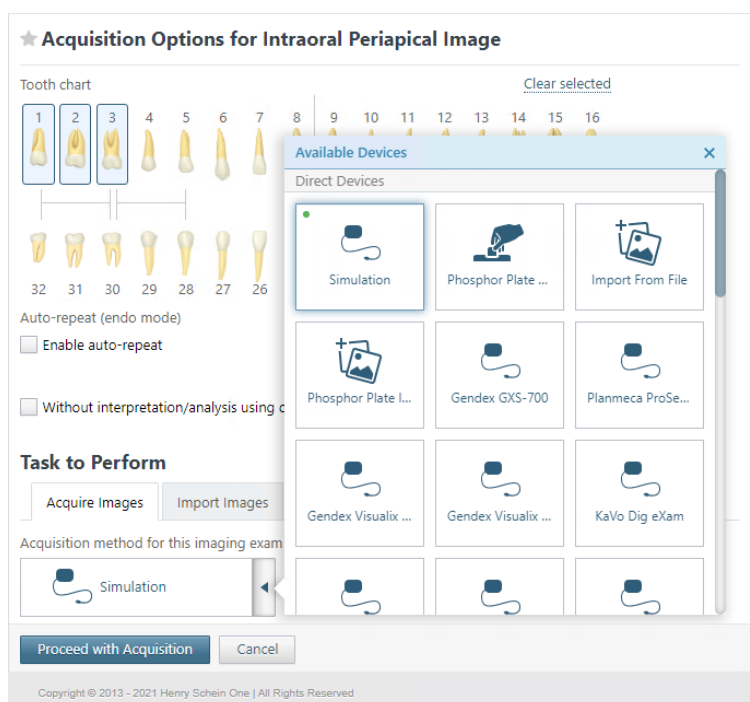 Acquisition Options for Intraoral Periapical Image
Tooth chart
Clear selected
1 2 3 4 5 6 7 8 9 10 11 12 13 14 15 16
32 31 30 29 28 27 26
Auto-repeat (endo mode)
Enable auto-repeat
Without interpretation/analysis using
Task to Perform
Acquire Images
Import Images
Acquisition method for this imaging exam
Simulation
Available Devices
Direct Devices
Simulation
Phosphor Plate ...
Import From File
Phosphor Plate I...
Gendex GXS-700
Planmeca ProSe...
Gendex Visualix ...
Gendex Visualix ...
KaVo Dig eXam
Proceed with Acquisition
Cancel
Copyright © 2013 - 2021 Henry Schein One | All Rights Reserved